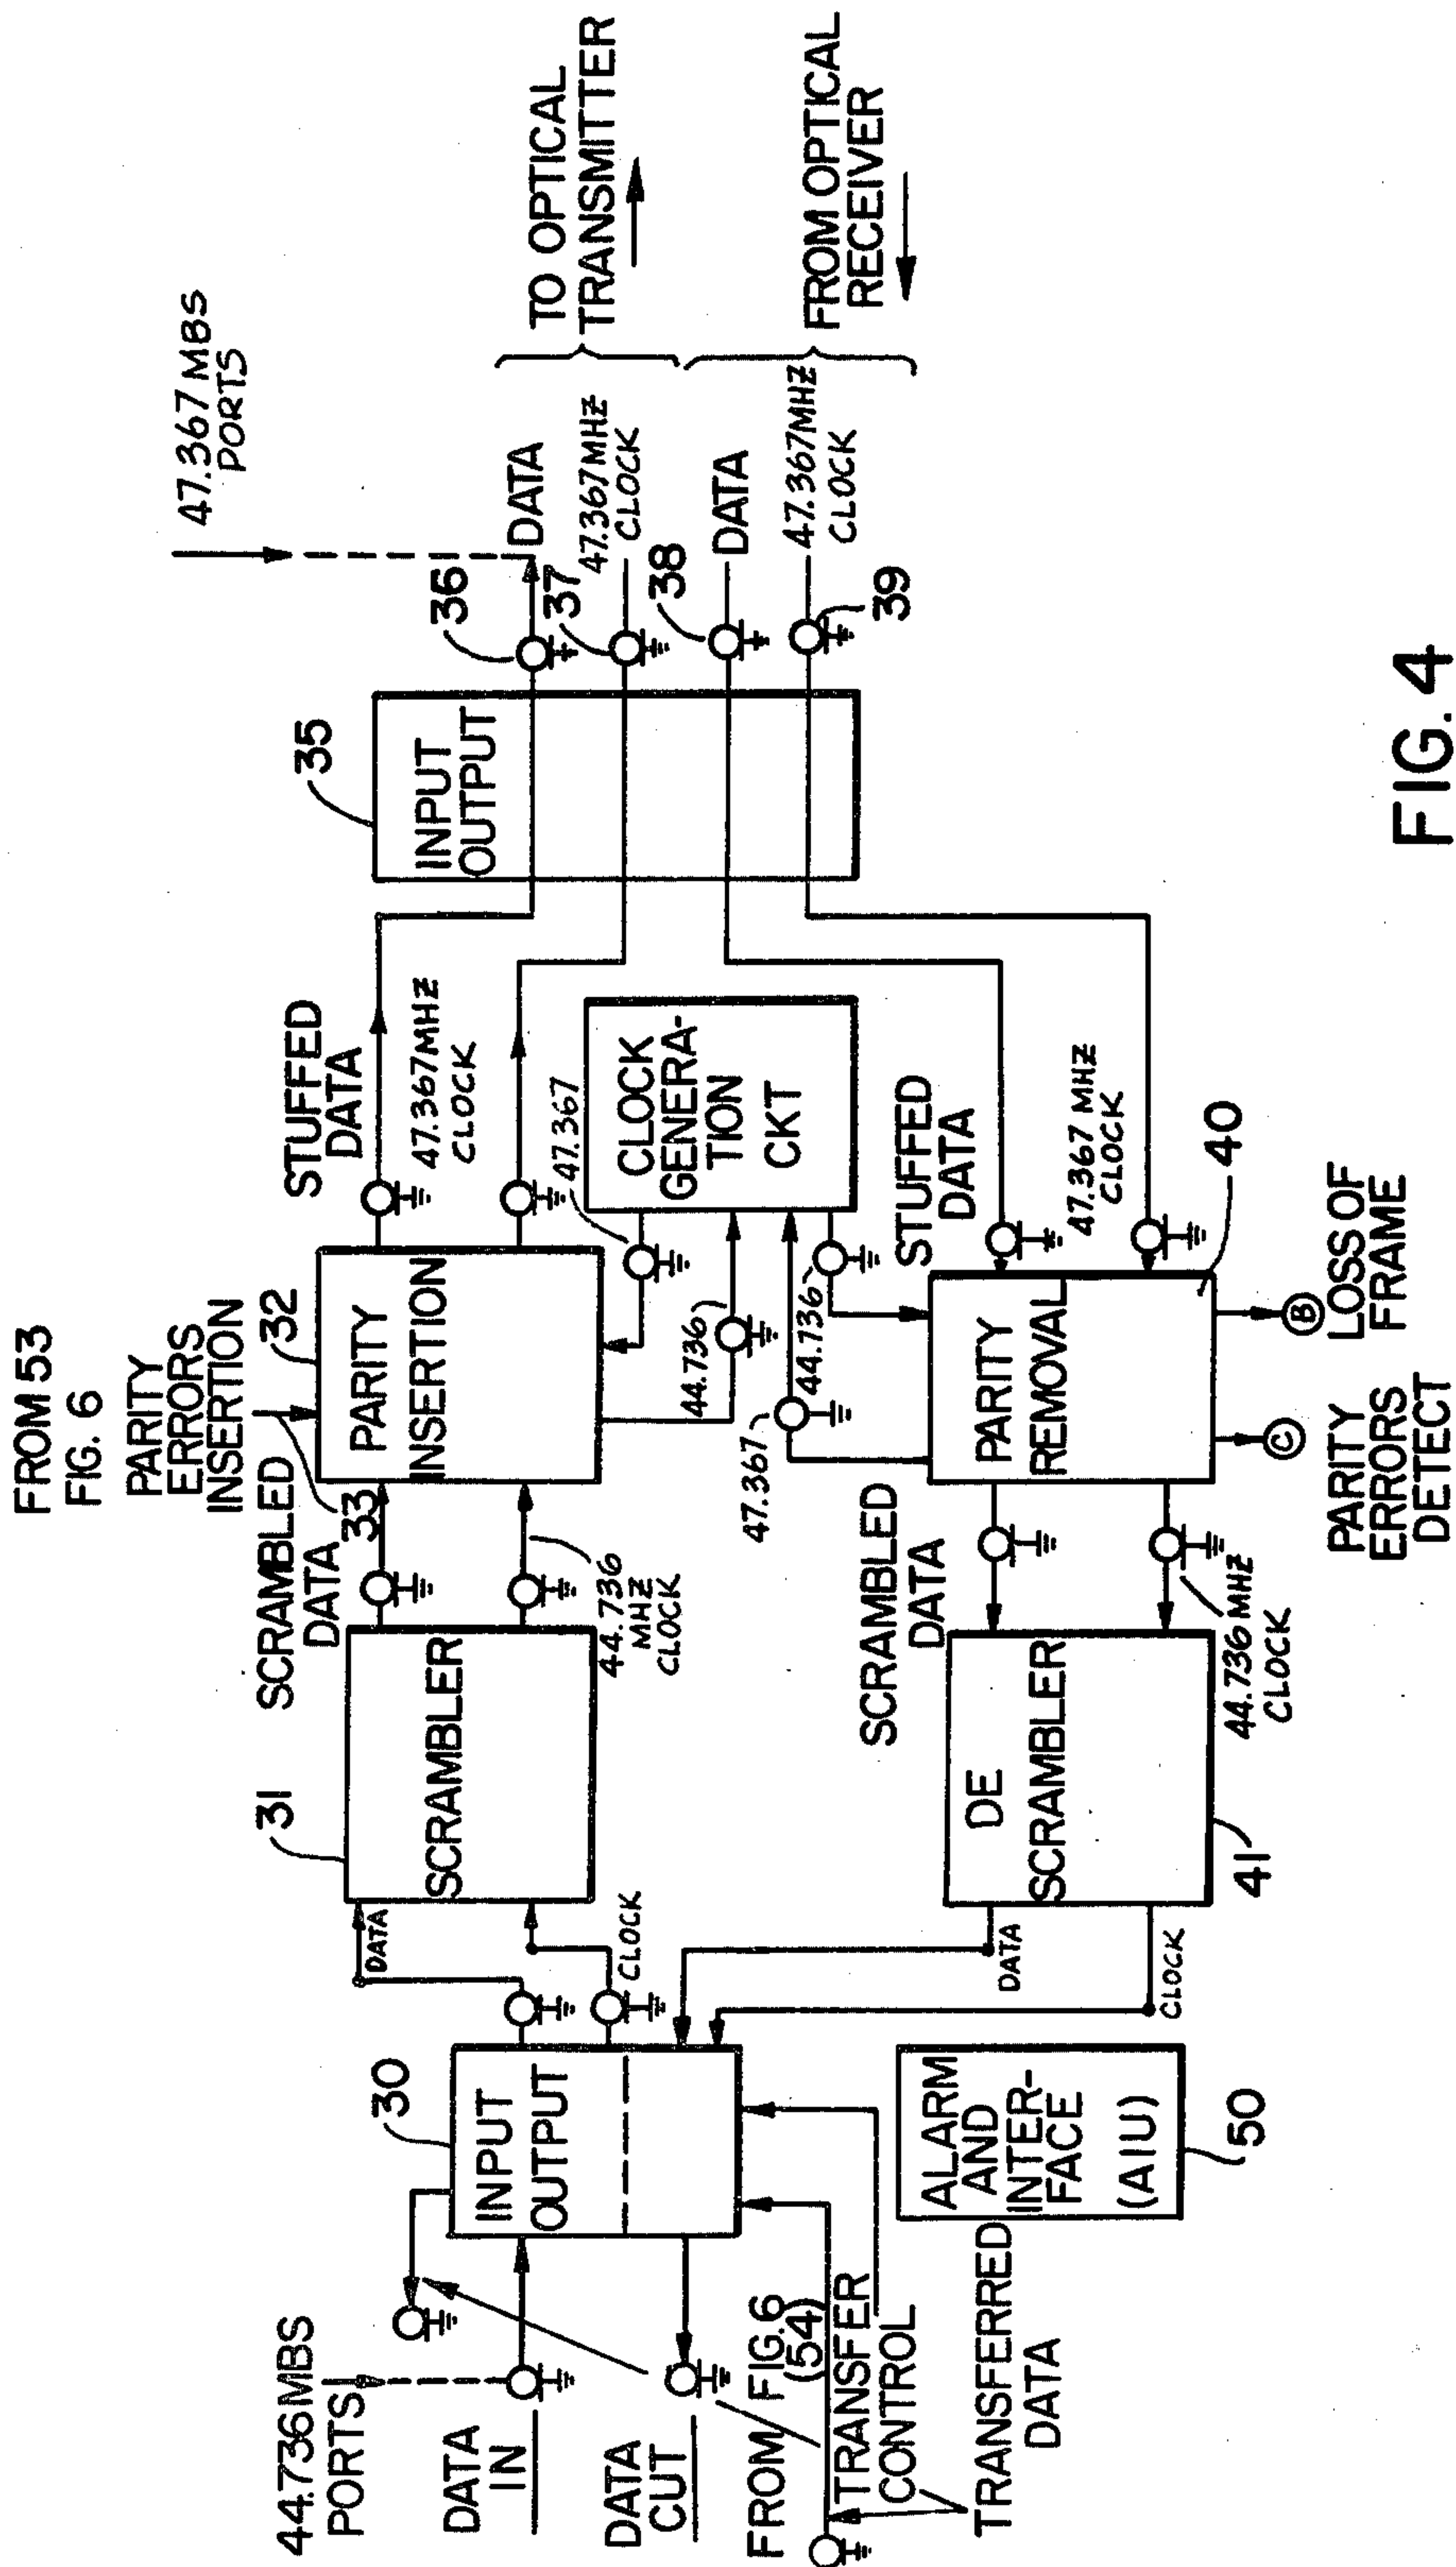 FROM 53
FIG. 6
PARITY
ERRORS
INSERTION
44.736MBS
PORTS
DATA
IN
DATA
CUT
FROM FIG. 6
(54)
TRANSFER
CONTROL
TRANSFERRED
DATA
30
INPUT
OUTPUT
DATA
CLOCK
31
SCRAMBLER
SCRAMBLED
DATA
33
44.736
MHZ
CLOCK
32
PARITY
INSERTION
STUFFED
DATA
47.367MHZ
CLOCK
47.367
44.736
CLOCK
GENERA-
TION
CKT
47.367
44.736
35
INPUT
OUTPUT
47.367 MBS
PORTS
36
DATA
37
47.367MHZ
CLOCK
TO OPTICAL
TRANSMITTER
38
DATA
39
47.367MHZ
CLOCK
FROM OPTICAL
RECEIVER
STUFFED
DATA
47.367 MHZ
CLOCK
40
PARITY
REMOVAL
B
LOSS OF
FRAME
C
PARITY
ERRORS
DETECT
SCRAMBLED
DATA
44.736 MHZ
CLOCK
DE
SCRAMBLER
41
DATA
CLOCK
ALARM
AND
INTER-
FACE
(AIU)
50
FIG. 4